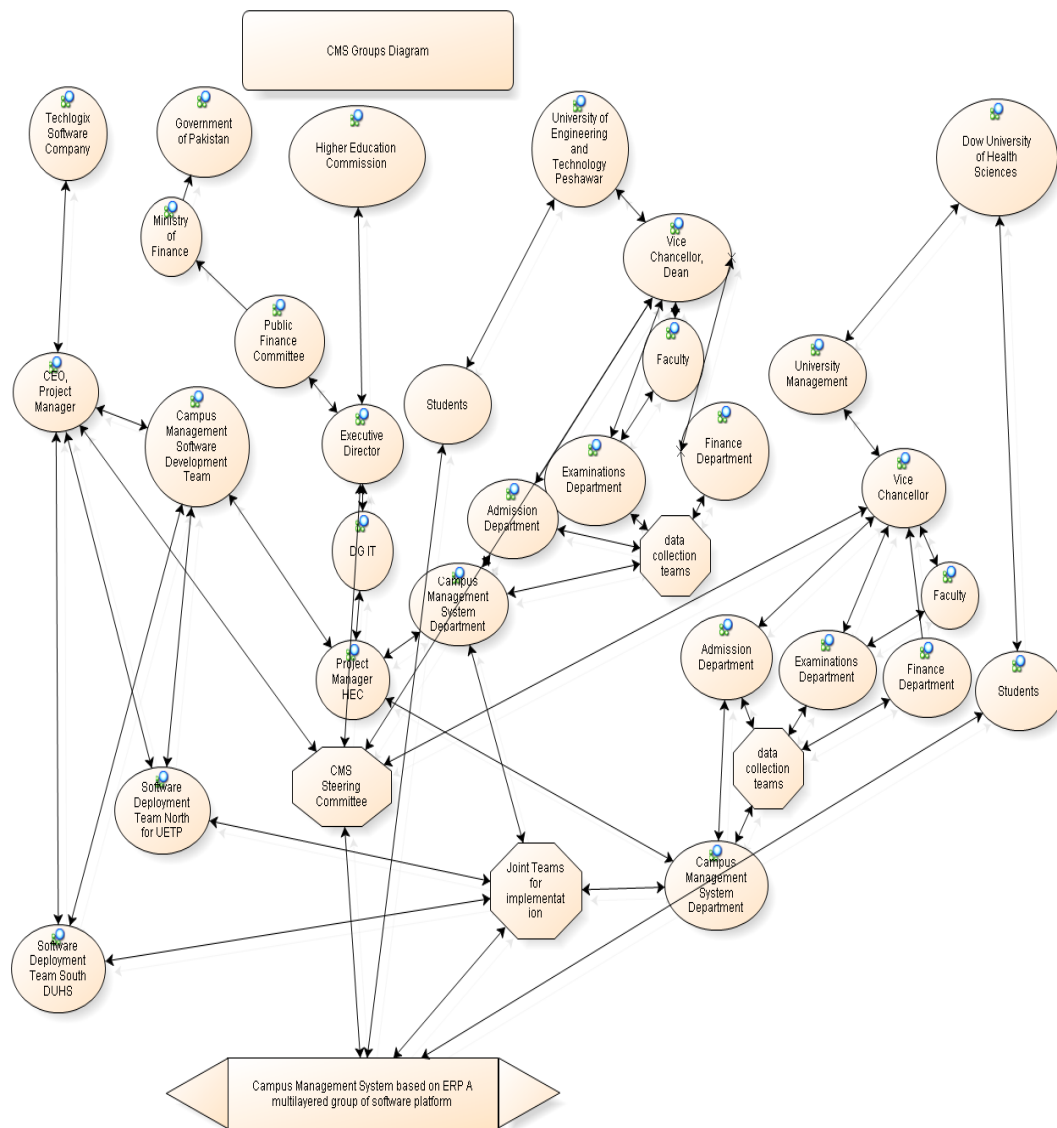 CMS Groups Diagram
Techlogix
Software
Company
Government
of Pakistan
Higher Education
Commission
University of
Engineering
and
Technology
Peshawar
Dow University
of Health
Sciences
Ministry
of
Finance
Vice
Chancellor,
Dean
Public
Finance
Committee
Faculty
University
Management
CEO,
Project
Manager
Students
Campus
Management
Software
Development
Team
Executive
Director
Examinations
Department
Finance
Department
Vice
Chancellor
Admission
Department
DG IT
data
collection
teams
Campus
Management
System
Department
Faculty
Project
Manager
HEC
Admission
Department
Examinations
Department
Finance
Department
Students
CMS
Steering
Committee
data
collection
teams
Software
Deployment
Team North
for UETP
Joint Teams
for
implementat
ion
Campus
Management
System
Department
Software
Deployment
Team South
DUHS
Campus Management System based on ERP A
multilayered group of software platform